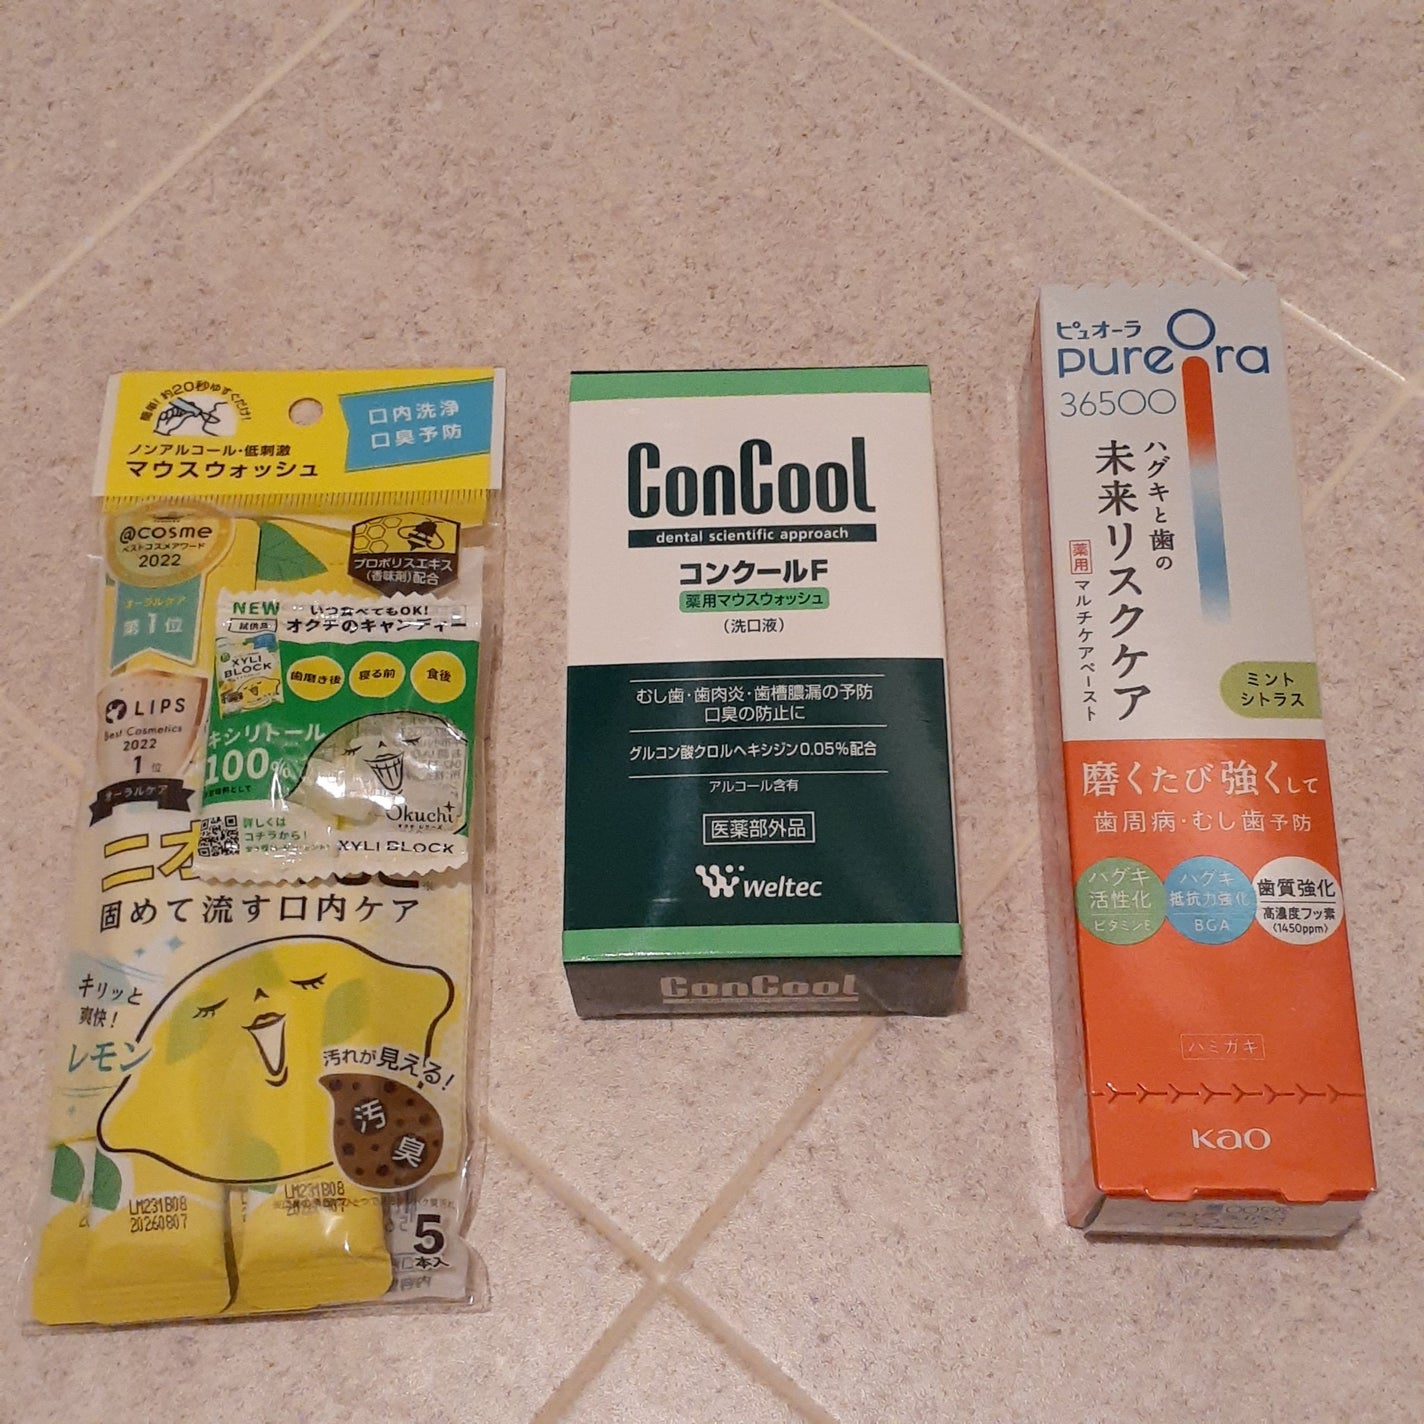 簡単!約20秒ゆすぐだけ!
口内洗浄
口臭予防
ノンアルコール・低刺激
マウスウォッシュ
@cosme
ベストコスメアワード
2022
オーラルケア
第1位
プロポリスエキス
(香味剤)配合
LIPS
Best Cosmetics
2022
1位
オーラルケア
NEW
試供品
いつ食べてもOK!
オクチのキャンディー
XYLI
BLOCK
歯磨き後
寝る前
食後
キシリトール
100%
詳しくは
コチラから!
Okuchi
XYLI BLOCK
固めて流す口内ケア
キリッと
爽快!
レモン
汚れが見える!
汚
臭
LM231B08
20260807
LM231B08
5
本入
ConCool
dental scientific approach
コンクールF
薬用マウスウォッシュ
(洗口液)
むし歯・歯肉炎・歯槽膿漏の予防
口臭の防止に
グルコン酸クロルヘキシジン0.05%配合
アルコール含有
医薬部外品
weltec
ConCool
ピュオーラ
pureOra
36500
ハグキと歯の
未来リスクケア
薬用 マルチケアペースト
ミント
シトラス
磨くたび強くして
歯周病・むし歯予防
ハグキ
活性化
ビタミンE
ハグキ
抵抗力強化
BGA
歯質強化
高濃度フッ素
(1450ppm)
ハミガキ
Kao